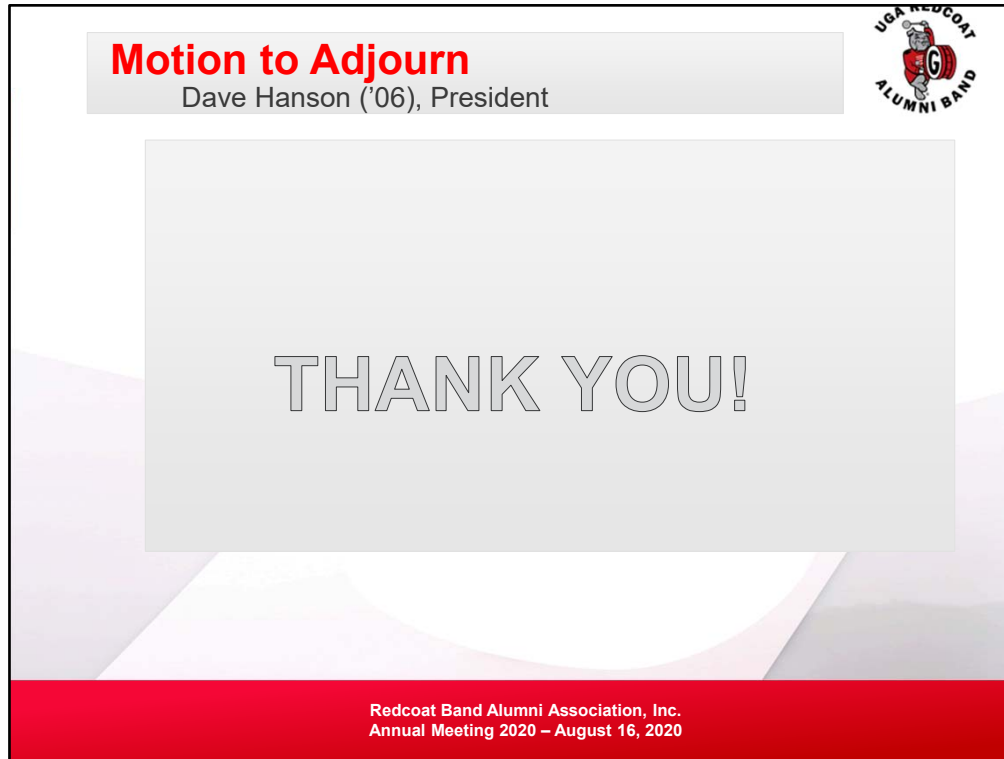 Motion to Adjourn
Dave Hanson (’06), President
UGA REDCOAT
G
ALUMNI BAND
THANK YOU!
Redcoat Band Alumni Association, Inc.
Annual Meeting 2020 – August 16, 2020